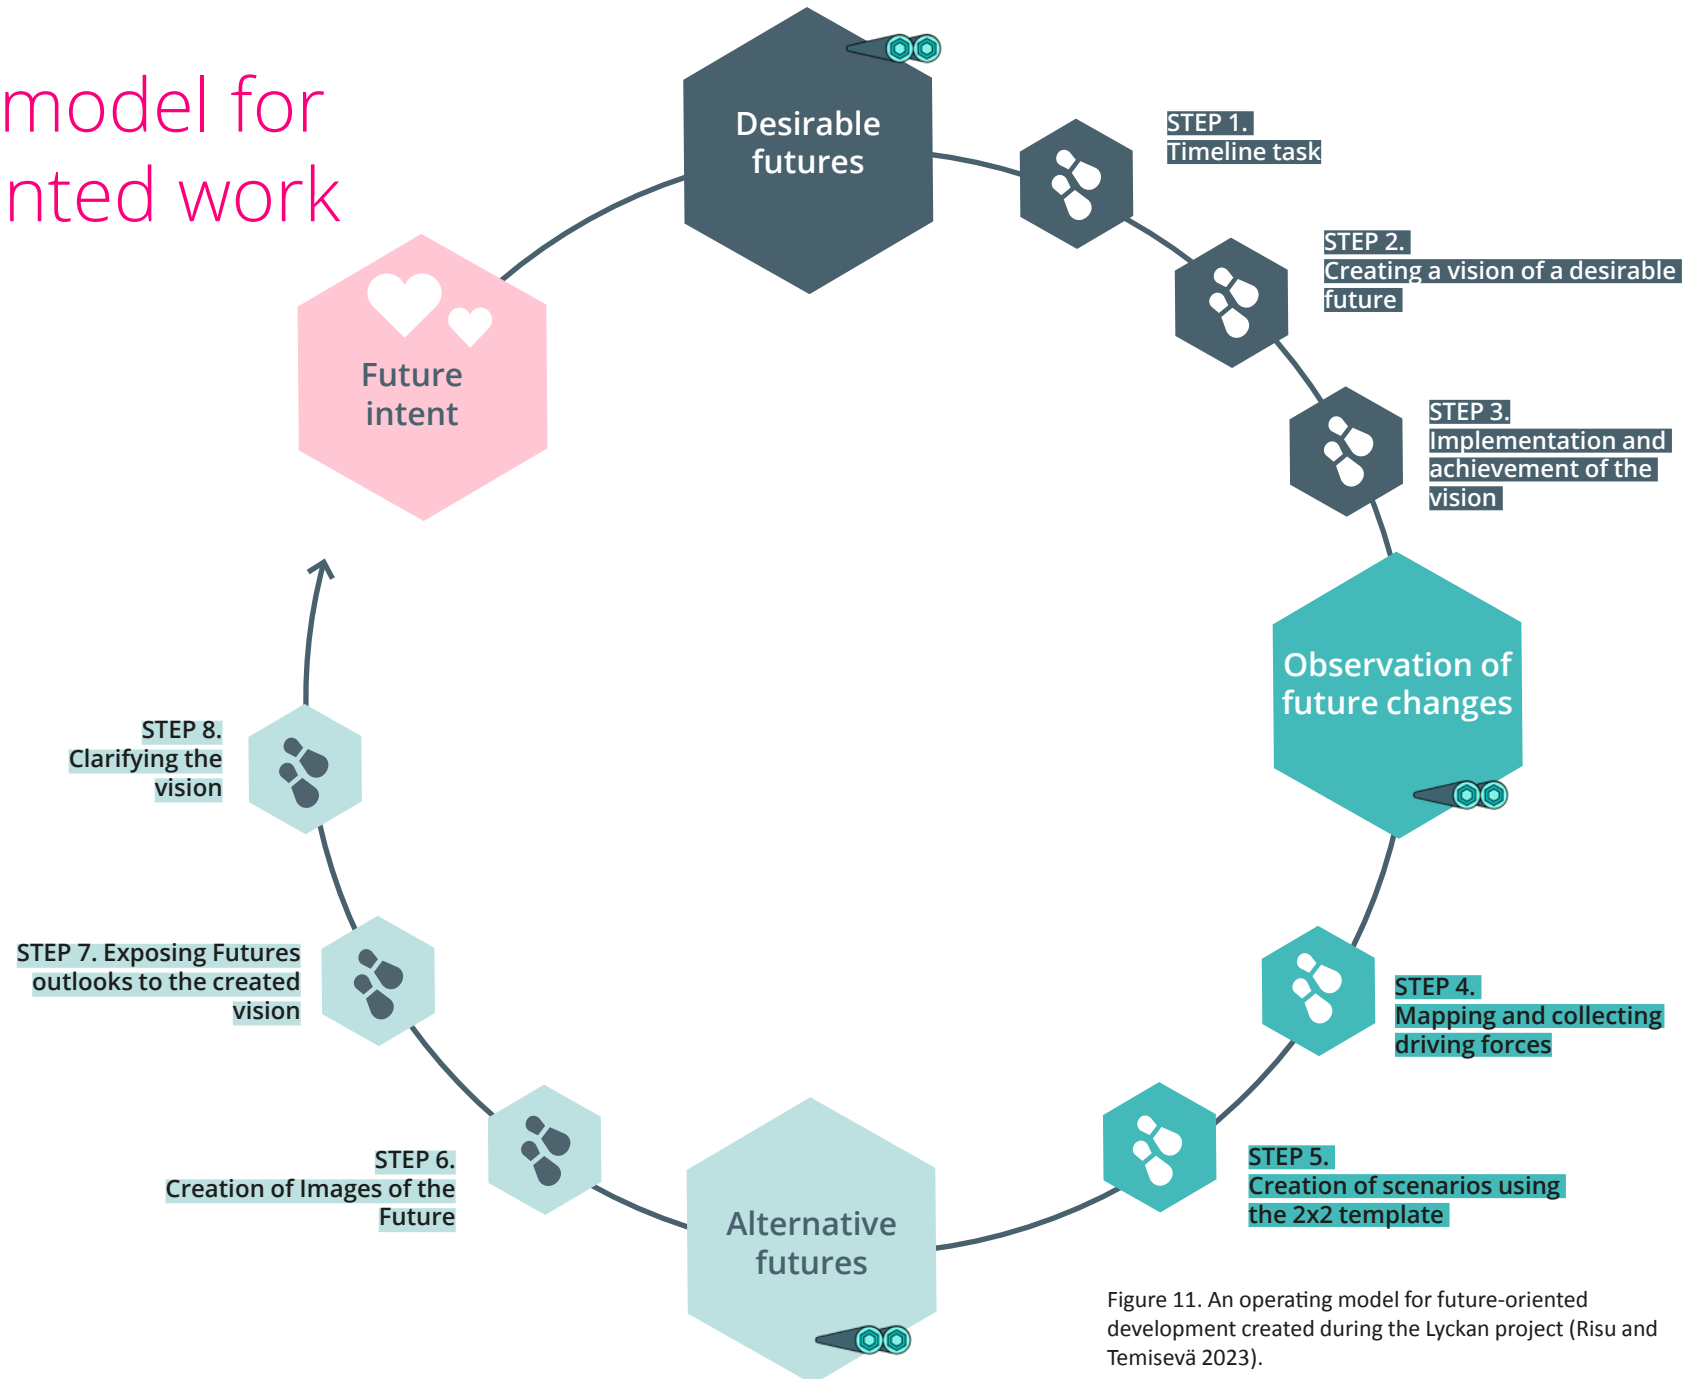 model for
nted work
Desirable
futures
STEP 1.
Timeline task
STEP 2.
Creating a vision of a desirable
future
STEP 3.
Implementation and
achievement of the
vision
Observation of
future changes
STEP 4.
Mapping and collecting
driving forces
STEP 5.
Creation of scenarios using
the 2x2 template
Alternative
futures
STEP 6.
Creation of Images of the
Future
STEP 7. Exposing Futures
outlooks to the created
vision
STEP 8.
Clarifying the
vision
Future
intent
Figure 11. An operating model for future-oriented
development created during the Lyckan project (Risu and
Temisevä 2023).